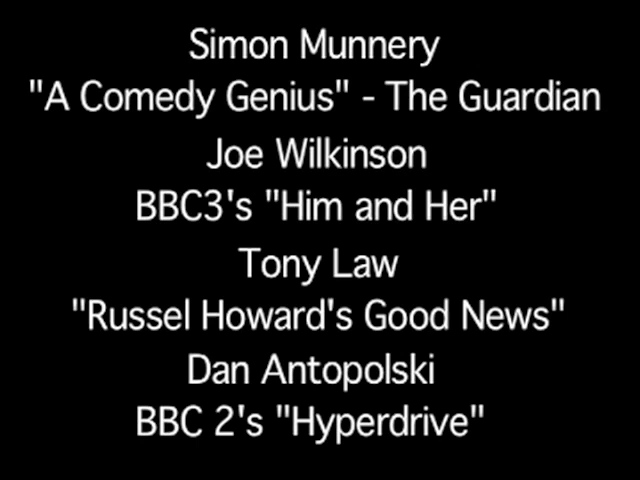 Simon Munnery
"A Comedy Genius" - The Guardian
Joe Wilkinson
BBC3's "Him and Her"
Tony Law
"Russel Howard's Good News"
Dan Antopolski
BBC 2's "Hyperdrive"